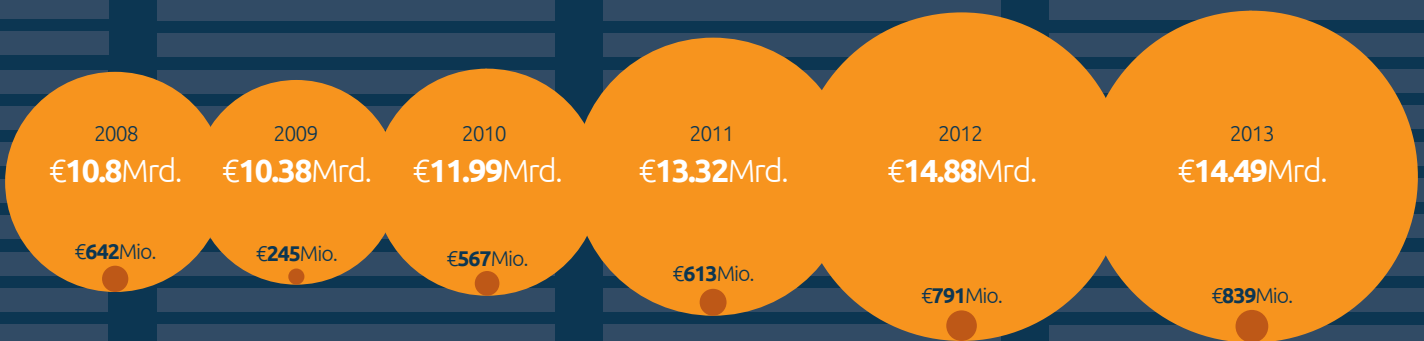 2008
€10.8Mrd.
€642Mio.
2009
€10.38Mrd.
€245Mio.
2010
€11.99Mrd.
€567Mio.
2011
€13.32Mrd.
€613Mio.
2012
€14.88Mrd.
€791Mio.
2013
€14.49Mrd.
€839Mio.